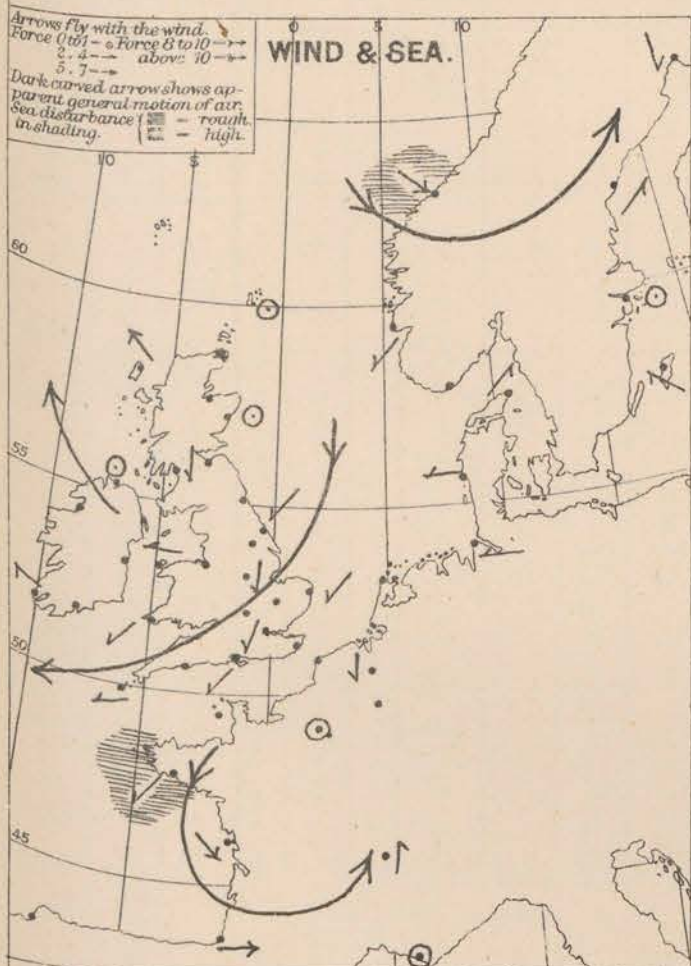 Arrows fly with the wind.
Force 0 to 1 - ⊙ Force 8 to 10 -
2 . 4 - above 10 -
5 . 7 -
Dark curved arrow shows ap-
parent general motion of air.
Sea disturbance { - rough.
in shading. { - high.
WIND & SEA.
0 5 10
10 5
60
55
50
45